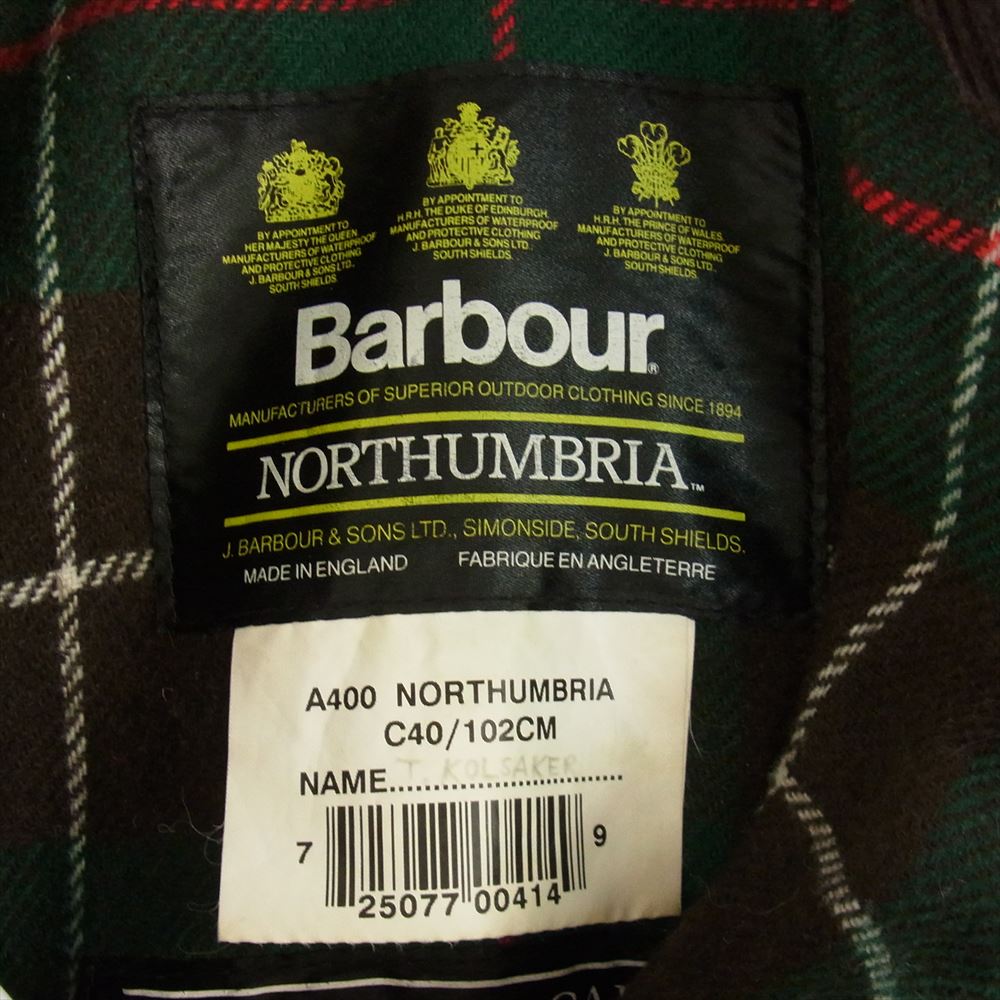 BY APPOINTMENT TO
HER MAJESTY THE QUEEN
MANUFACTURERS OF WATERPROOF
AND PROTECTIVE CLOTHING
J. BARBOUR & SONS LTD.,
SOUTH SHIELDS
BY APPOINTMENT TO
H.R.H. THE DUKE OF EDINBURGH
MANUFACTURERS OF WATERPROOF
AND PROTECTIVE CLOTHING
J. BARBOUR & SONS LTD.
SOUTH SHIELDS.
BY APPOINTMENT TO
H.R.H. THE PRINCE OF WALES
MANUFACTURERS OF WATERPROOF
AND PROTECTIVE CLOTHING
J. BARBOUR & SONS LTD.,
SOUTH SHIELDS.
Barbour®
MANUFACTURERS OF SUPERIOR OUTDOOR CLOTHING SINCE 1894
NORTHUMBRIA™
J. BARBOUR & SONS LTD., SIMONSIDE, SOUTH SHIELDS.
MADE IN ENGLAND FABRIQUE EN ANGLETERRE
A400 NORTHUMBRIA
C40/102CM
NAME T. KOLSAKER
7 25077 00414 9